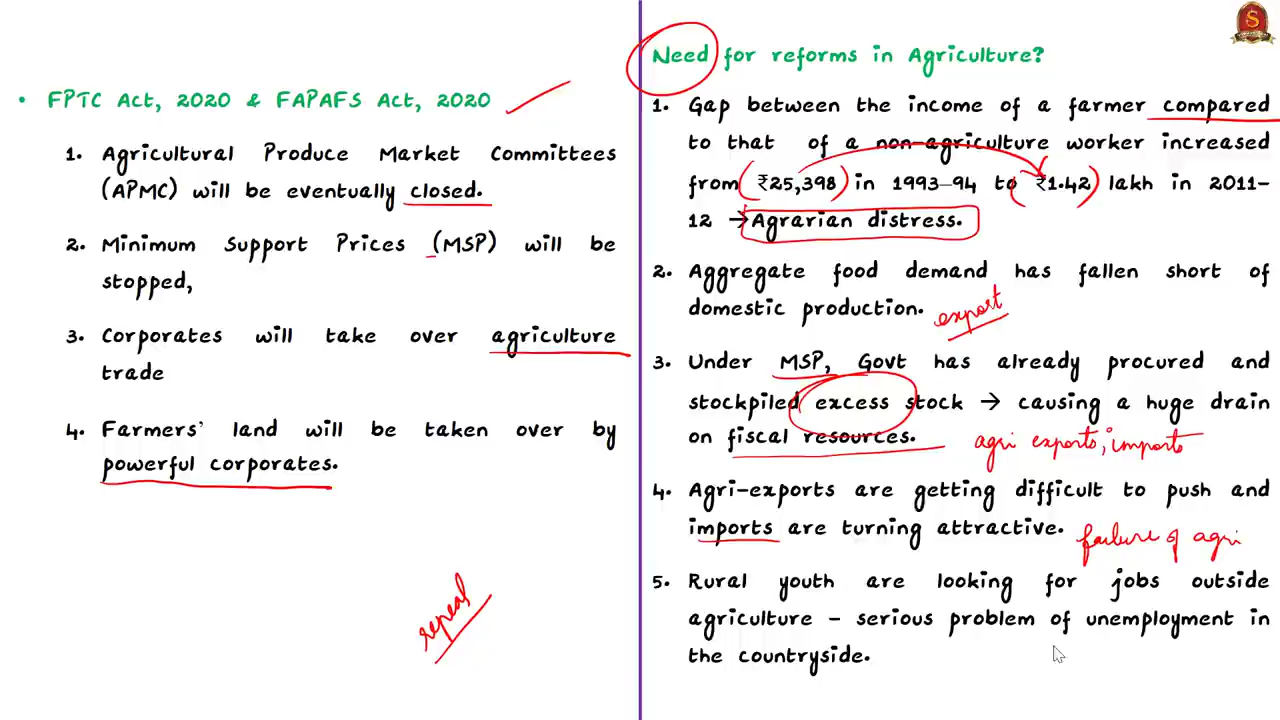 • FPTC Act, 2020 & FAPAFS Act, 2020
1. Agricultural Produce Market Committees
(APMC) will be eventually closed.
2. Minimum Support Prices (MSP) will be
stopped,
3. Corporates will take over agriculture
trade
4. Farmers' land will be taken over by
powerful corporates.
repeal
Need for reforms in Agriculture?
1. Gap between the income of a farmer compared
to that of a non-agriculture worker increased
from ₹25,398 in 1993-94 to ₹1.42 lakh in 2011-
12 → Agrarian distress.
2. Aggregate food demand has fallen short of
domestic production.
export
3. Under MSP, Govt has already procured and
stockpiled excess stock → causing a huge drain
on fiscal resources.
agri exports, imports
4. Agri-exports are getting difficult to push and
imports are turning attractive.
failure of agri
5. Rural youth are looking for jobs outside
agriculture – serious problem of unemployment in
the countryside.